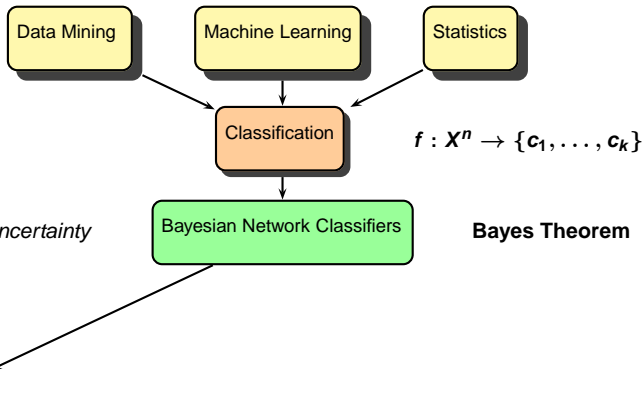 Data Mining Machine Learning Statistics
Classification f : Xⁿ → {c₁, . . . , cₖ}
Bayesian Network Classifiers Bayes Theorem